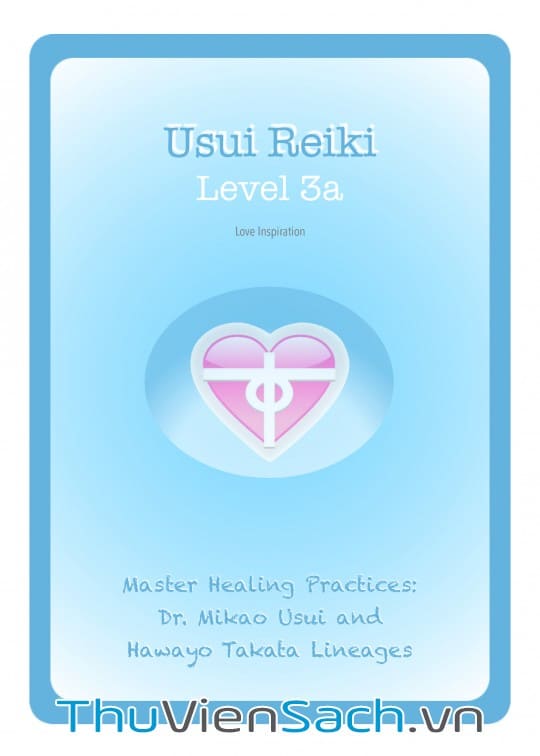 Usui Reiki
Level 3a
Love Inspiration
Master Healing Practices:
Dr. Mikao Usui and
Hawayo Takata Lineages
ThuVienSach.vn